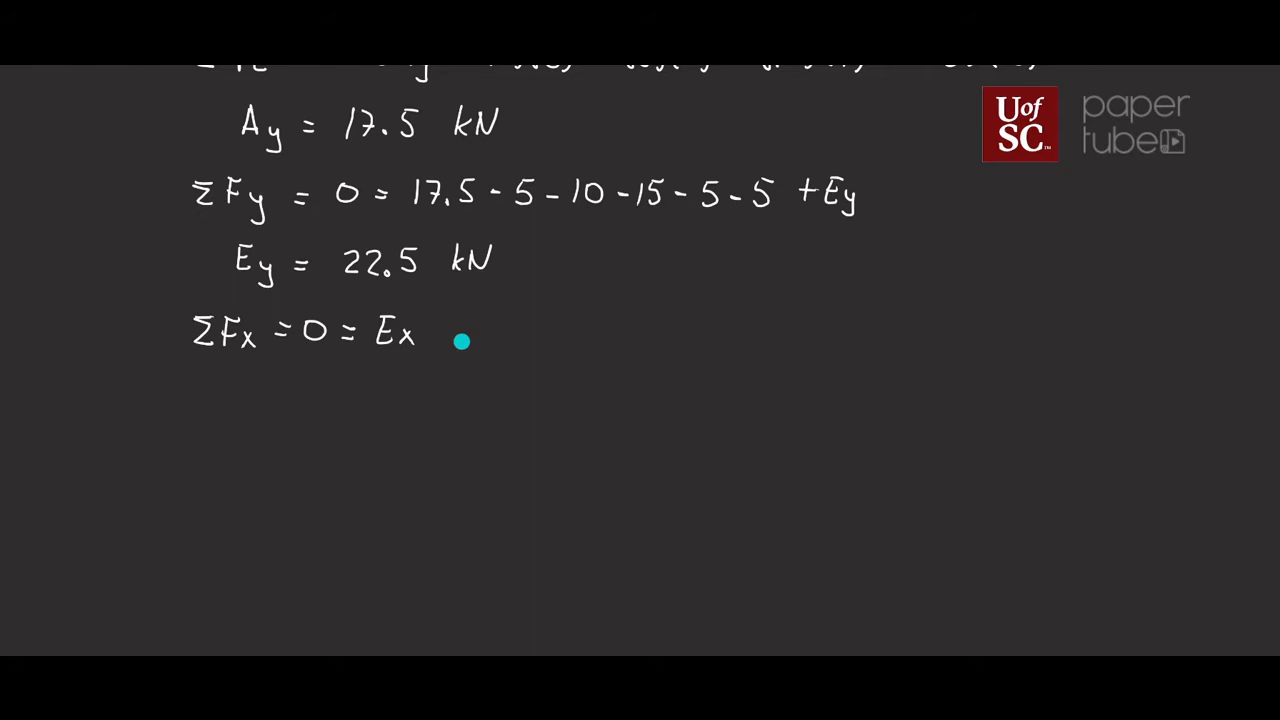 Ay = 17.5 kN
ΣFy = 0 = 17.5 - 5 - 10 - 15 - 5 - 5 + Ey
Ey = 22.5 kN
ΣFx = 0 = Ex
UofSC™
paper
tube